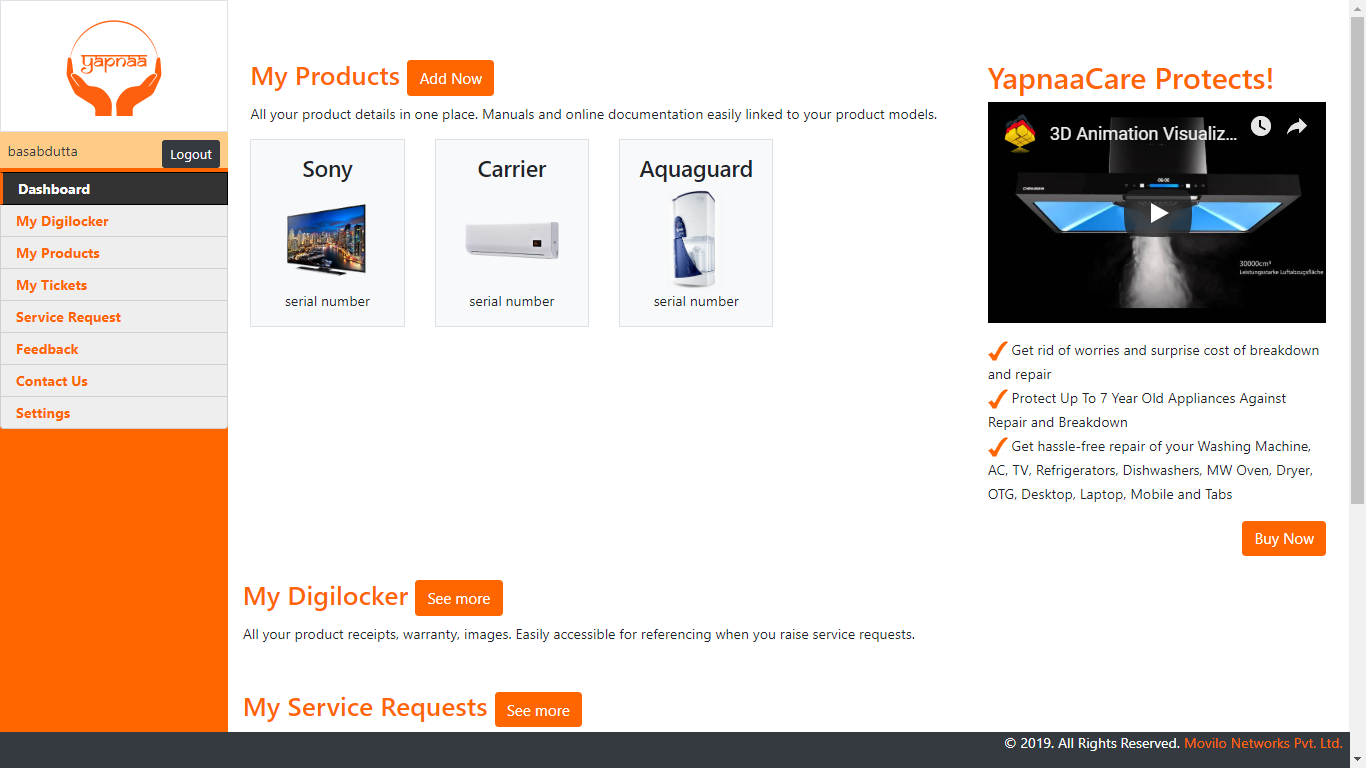 yapnaa
basabdutta
Logout
Dashboard
My Digilocker
My Products
My Tickets
Service Request
Feedback
Contact Us
Settings
My Products Add Now
All your product details in one place. Manuals and online documentation easily linked to your product models.
Sony
serial number
Carrier
serial number
Aquaguard
serial number
My Digilocker See more
All your product receipts, warranty, images. Easily accessible for referencing when you raise service requests.
My Service Requests See more
YapnaaCare Protects!
3D Animation Visualiz...
30000cm³
Leistungsstarke Luftabzugsfläche
Get rid of worries and surprise cost of breakdown
and repair
Protect Up To 7 Year Old Appliances Against
Repair and Breakdown
Get hassle-free repair of your Washing Machine,
AC, TV, Refrigerators, Dishwashers, MW Oven, Dryer,
OTG, Desktop, Laptop, Mobile and Tabs
Buy Now
© 2019. All Rights Reserved. Movilo Networks Pvt. Ltd.